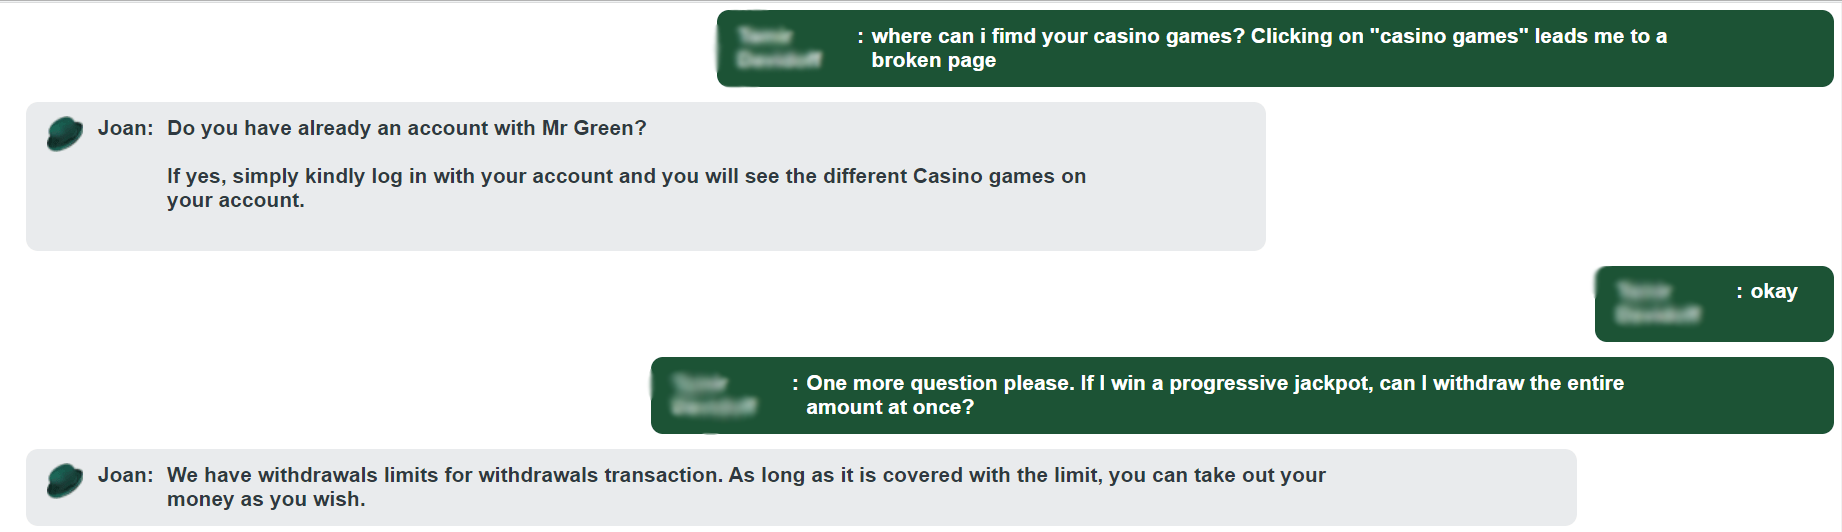 : where can i fimd your casino games? Clicking on "casino games" leads me to a
broken page
Joan: Do you have already an account with Mr Green?
If yes, simply kindly log in with your account and you will see the different Casino games on
your account.
: okay
: One more question please. If I win a progressive jackpot, can I withdraw the entire
amount at once?
Joan: We have withdrawals limits for withdrawals transaction. As long as it is covered with the limit, you can take out your
money as you wish.